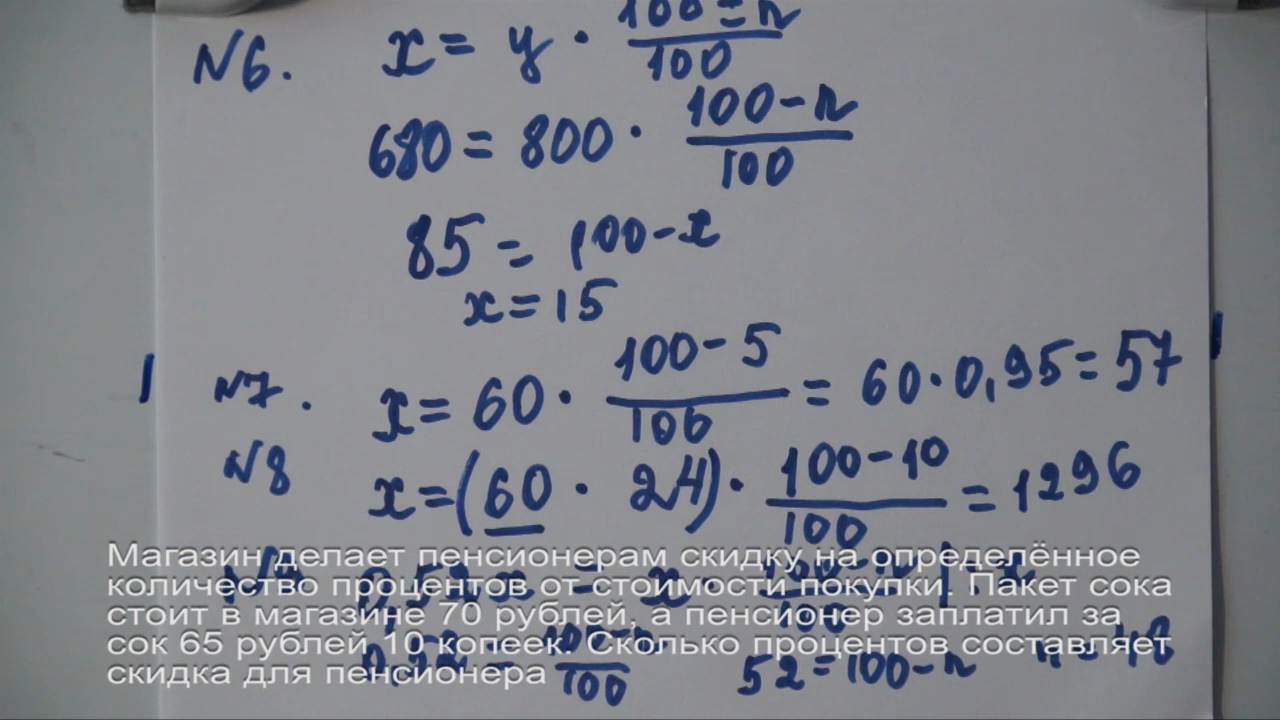 N6. x = y · 100-n/100
680 = 800 · 100-n/100
85 = 100-x
x = 15
N7. x = 60 · 100-5/100 = 60·0,95 = 57
N8 x = (60 · 24) · 100-10/100 = 1296
Магазин делает пенсионерам скидку на определённое
количество процентов от стоимости покупки. Пакет сока
стоит в магазине 70 рублей, а пенсионер заплатил за
сок 65 рублей 10 копеек. Сколько процентов составляет
скидка для пенсионера
52 = 100-n